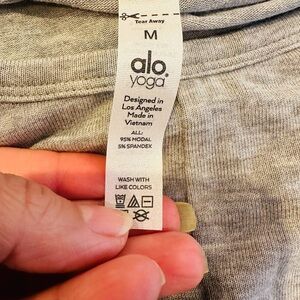 Tear Away
M
alo
yoga
Designed in
Los Angeles
Made in
Vietnam
ALL:
95% MODAL
5% SPANDEX
WASH WITH
LIKE COLORS